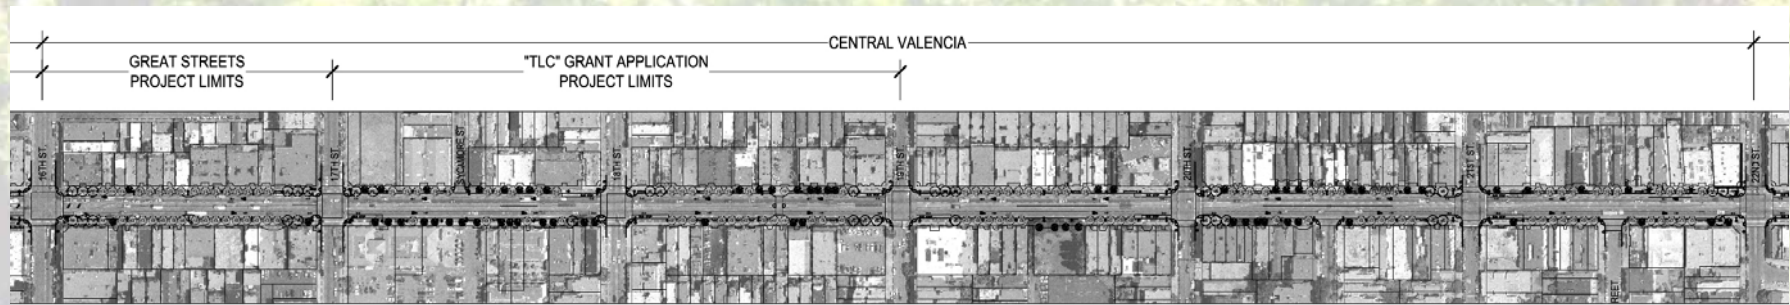 CENTRAL VALENCIA
GREAT STREETS
PROJECT LIMITS
"TLC" GRANT APPLICATION
PROJECT LIMITS
16TH ST.
17TH ST.
SYCAMORE ST
18TH ST.
19TH ST.
20TH ST.
21ST ST.
22ND ST.